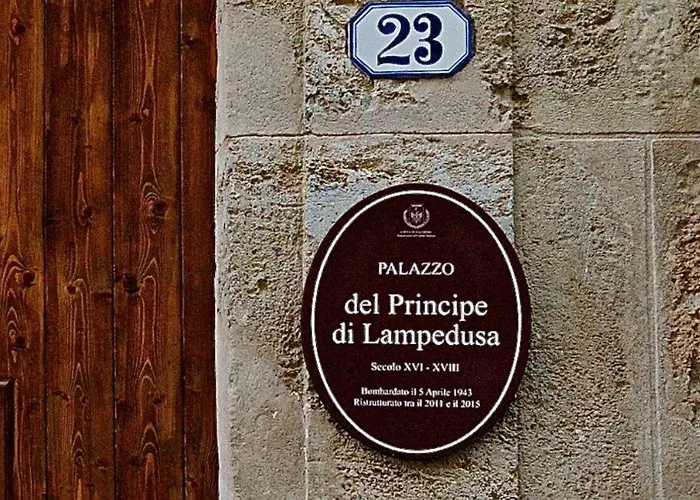 23
PALAZZO
del Principe
di Lampedusa
Secolo XVI - XVIII
Bombardato il 5 Aprile 1943
Ristrutturato tra il 2011 e il 2015